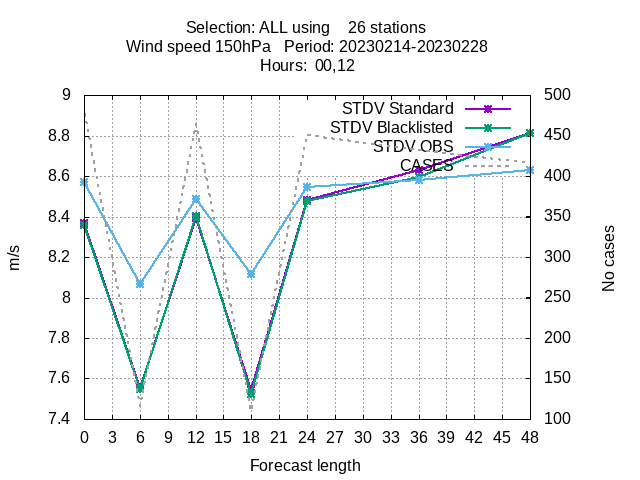 Selection: ALL using    26 stations
Wind speed 150hPa   Period: 20230214-20230228
Hours:  00,12
STDV Standard
STDV Blacklisted
STDV OBS
CASES
9
8.8
8.6
8.4
8.2
8
7.8
7.6
7.4
m/s
500
450
400
350
300
250
200
150
100
No cases
0 3 6 9 12 15 18 21 24 27 30 33 36 39 42 45 48
Forecast length